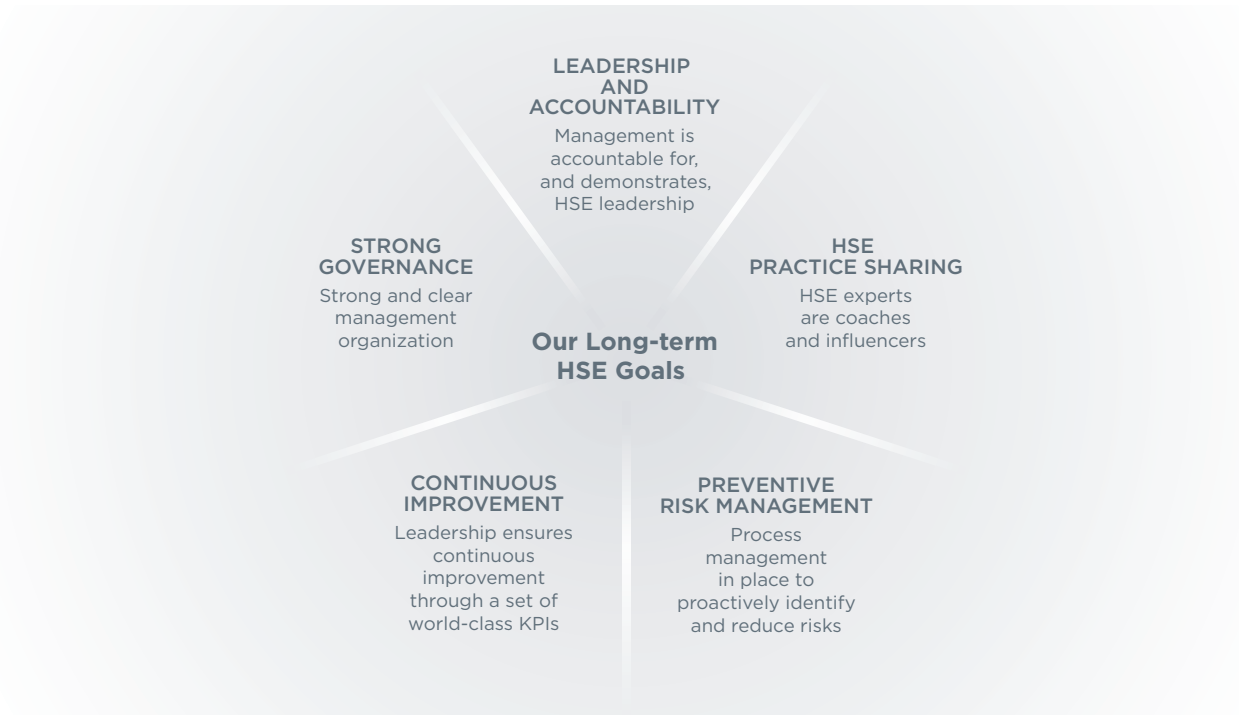 LEADERSHIP
AND
ACCOUNTABILITY
Management is
accountable for,
and demonstrates,
HSE leadership
STRONG
GOVERNANCE
Strong and clear
management
organization
HSE
PRACTICE SHARING
HSE experts
are coaches
and influencers
Our Long-term
HSE Goals
CONTINUOUS
IMPROVEMENT
Leadership ensures
continuous
improvement
through a set of
world-class KPIs
PREVENTIVE
RISK MANAGEMENT
Process
management
in place to
proactively identify
and reduce risks